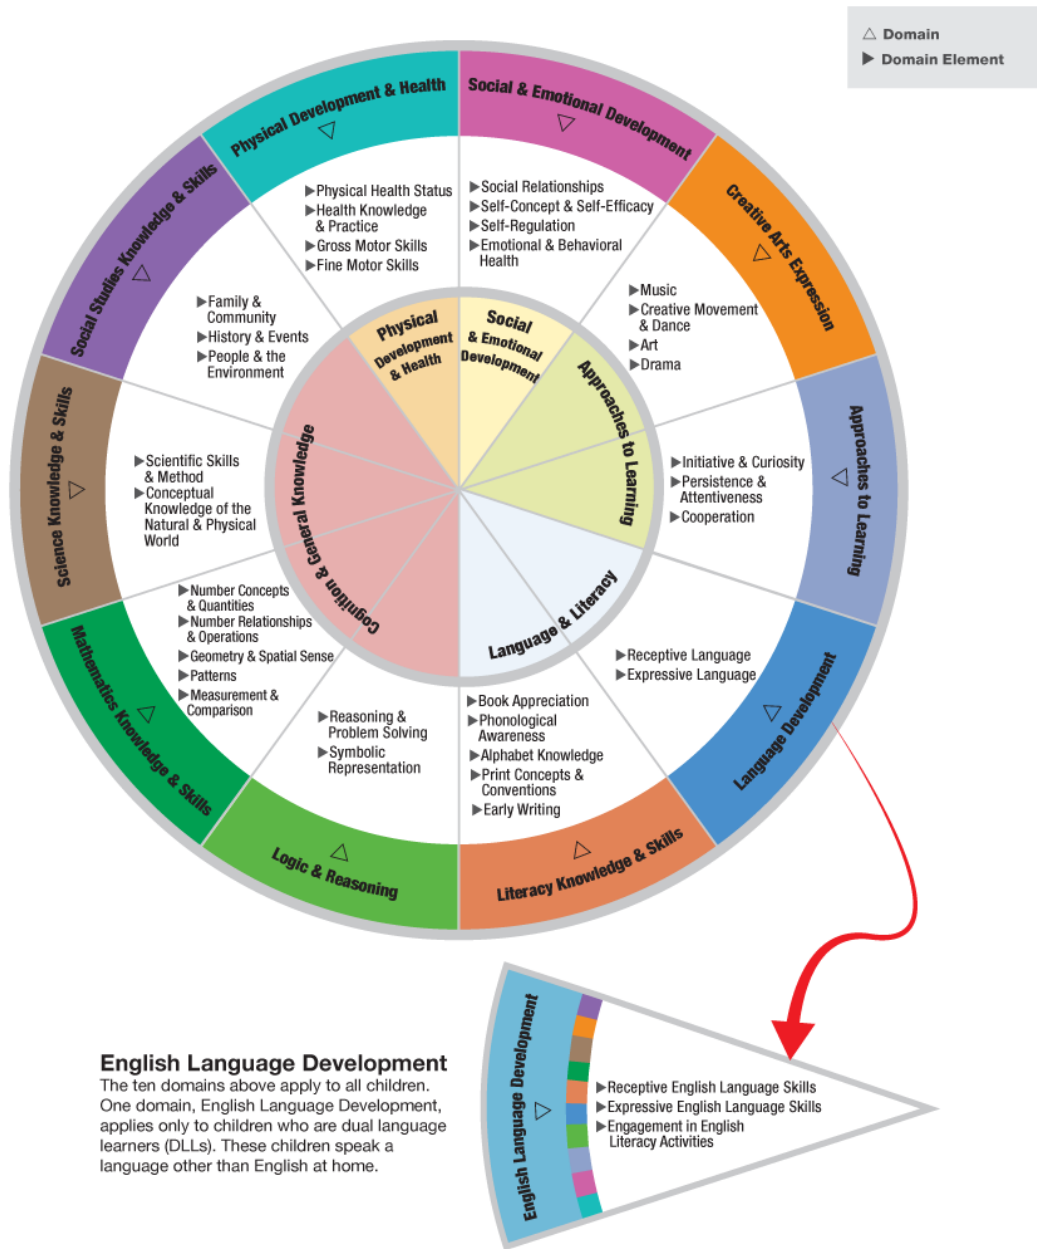 Domain
Domain Element
Physical Development & Health
Social & Emotional Development
Creative Arts Expression
Approaches to Learning
Language Development
Literacy Knowledge & Skills
Logic & Reasoning
Mathematics Knowledge & Skills
Science Knowledge & Skills
Social Studies Knowledge & Skills
Physical Health Status
Health Knowledge
& Practice
Gross Motor Skills
Fine Motor Skills
Social Relationships
Self-Concept & Self-Efficacy
Self-Regulation
Emotional & Behavioral
Health
Music
Creative Movement
& Dance
Art
Drama
Initiative & Curiosity
Persistence &
Attentiveness
Cooperation
Receptive Language
Expressive Language
Book Appreciation
Phonological
Awareness
Alphabet Knowledge
Print Concepts &
Conventions
Early Writing
Reasoning &
Problem Solving
Symbolic
Representation
Number Concepts
& Quantities
Number Relationships
& Operations
Geometry & Spatial Sense
Patterns
Measurement &
Comparison
Scientific Skills
& Method
Conceptual
Knowledge of the
Natural & Physical
World
Family &
Community
History & Events
People & the
Environment
Physical
Development
& Health
Social
& Emotional
Development
Approaches to Learning
Language & Literacy
Cognition & General Knowledge
English Language Development
The ten domains above apply to all children.
One domain, English Language Development,
applies only to children who are dual language
learners (DLLs). These children speak a
language other than English at home.
English Language Development
Receptive English Language Skills
Expressive English Language Skills
Engagement in English
Literacy Activities